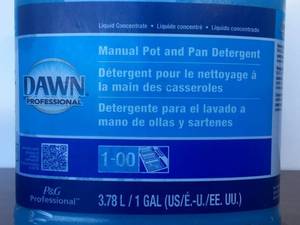 Liquid Concentrate - Liquide concentré - Líquido concentrado
Manual Pot and Pan Detergent
DAWN
PROFESSIONAL
Détergent pour le nettoyage à
la main des casseroles
Detergente para el lavado a
mano de ollas y sartenes
1-00
P&G
Professional™
3.78 L/1 GAL (US/É.-U./EE. UU.)